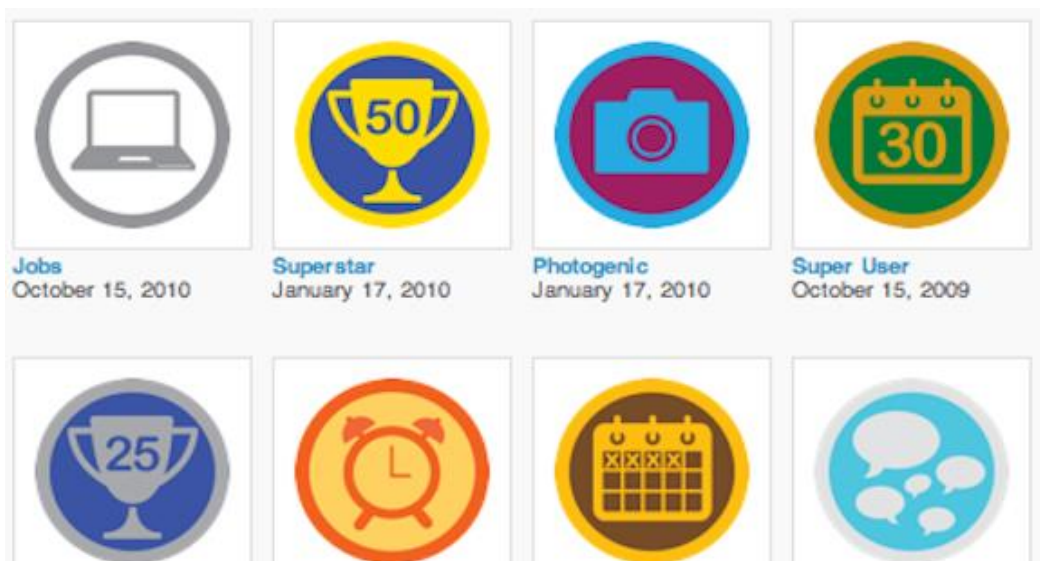 50
30
Jobs
Superstar
Photogenic
Super User
October 15, 2010
January 17, 2010
January 17, 2010
October 15, 2009
25
XXXX